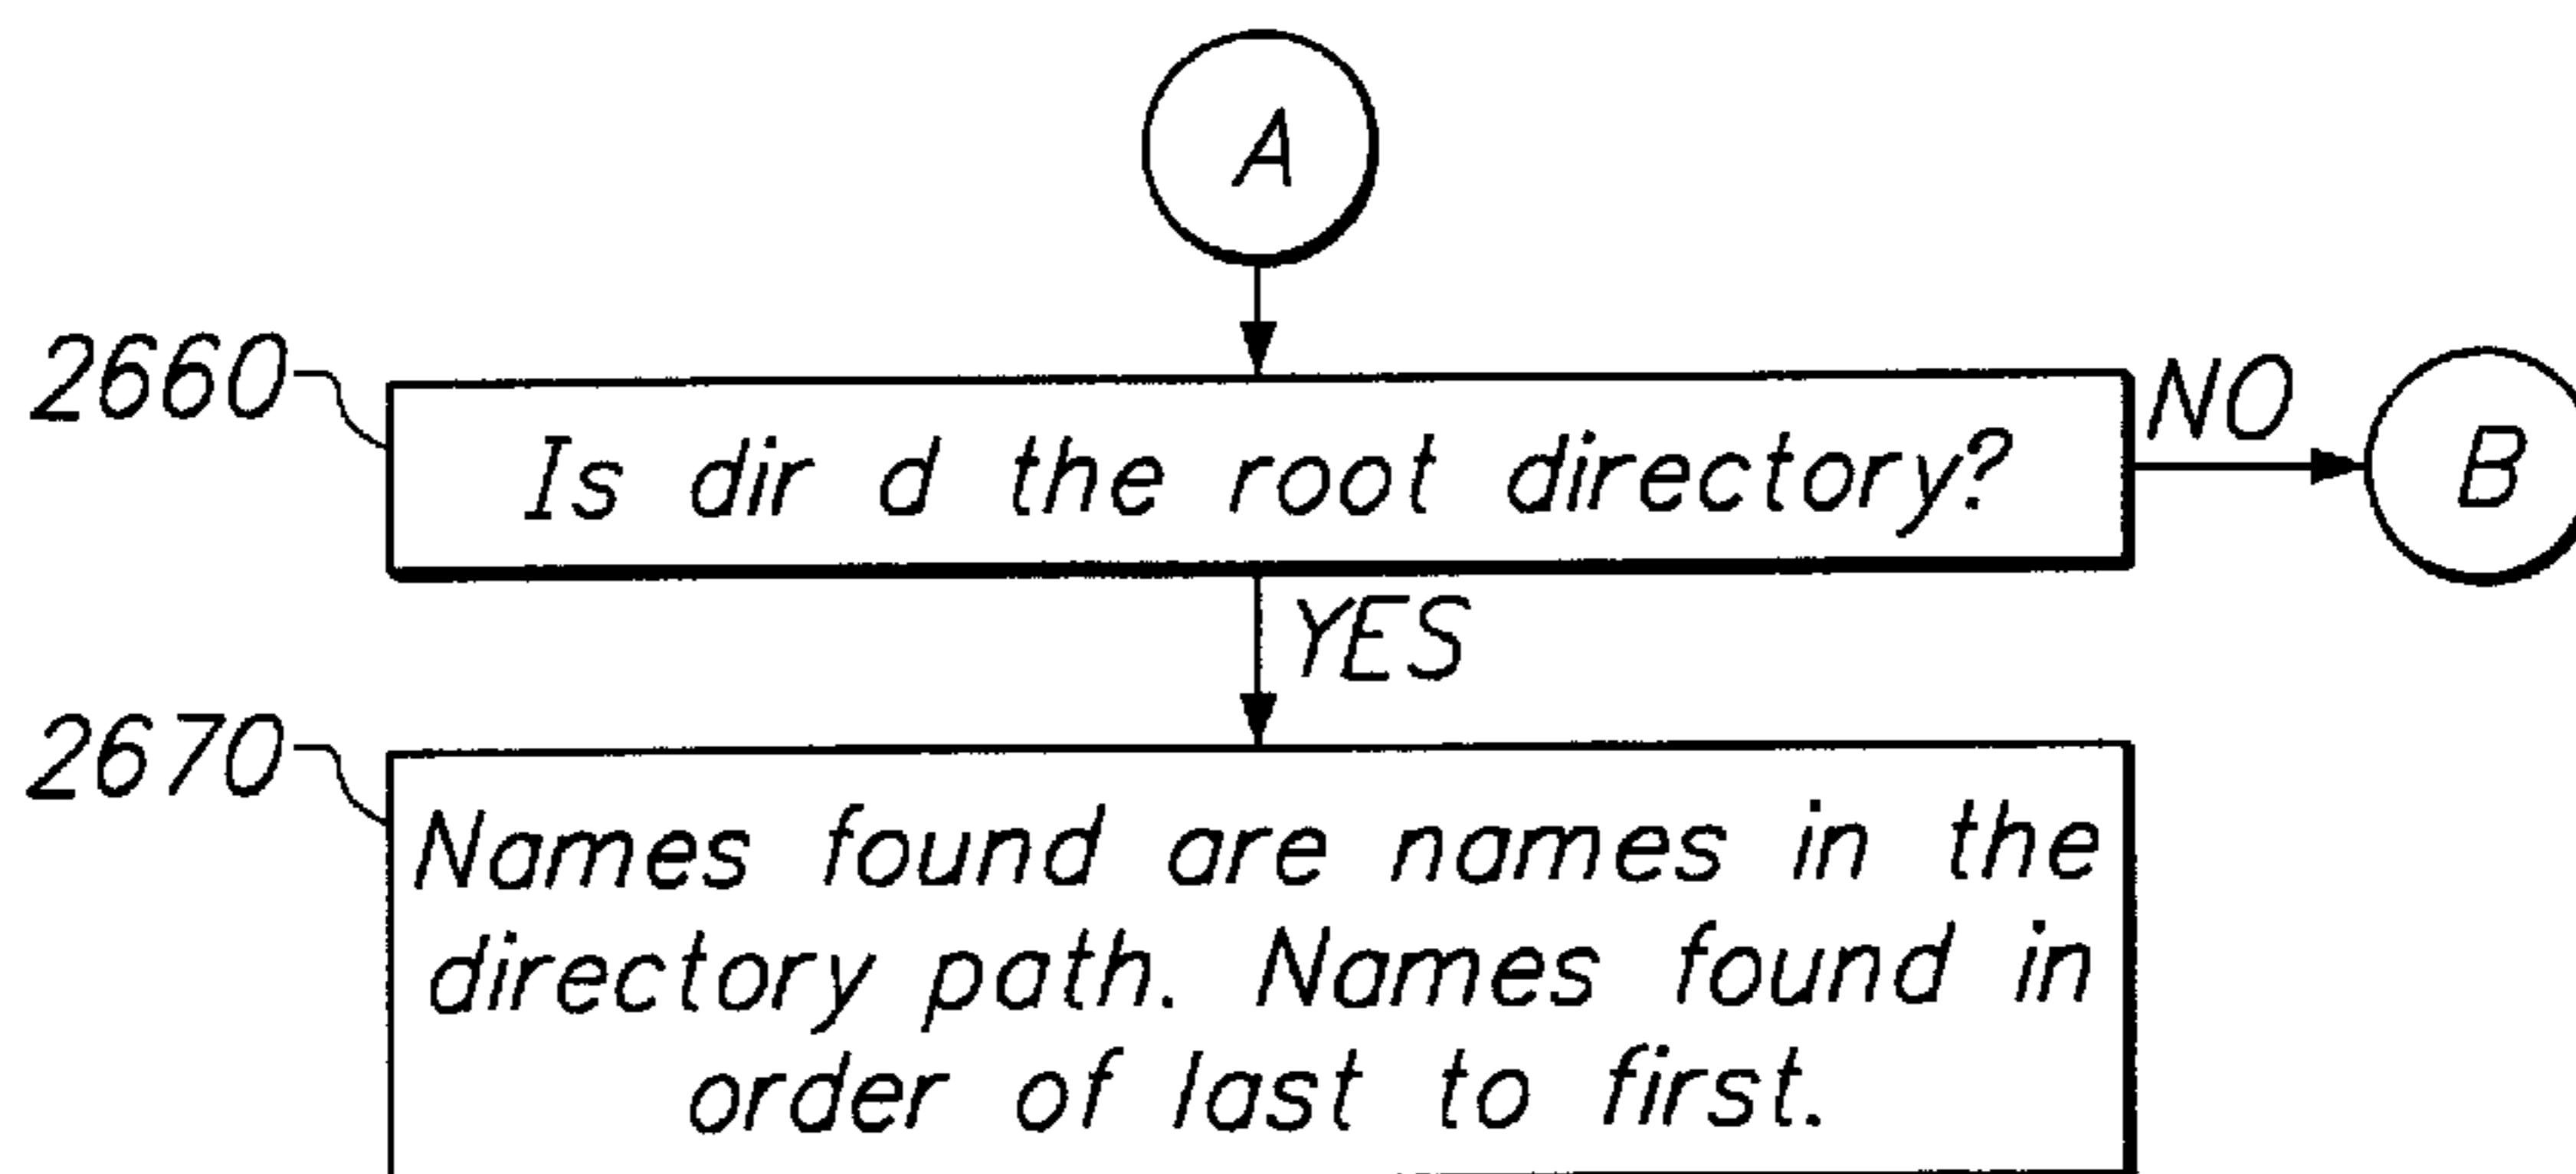 A
2660
Is dir d the root directory?
NO
B
YES
2670
Names found are names in the
directory path. Names found in
order of last to first.